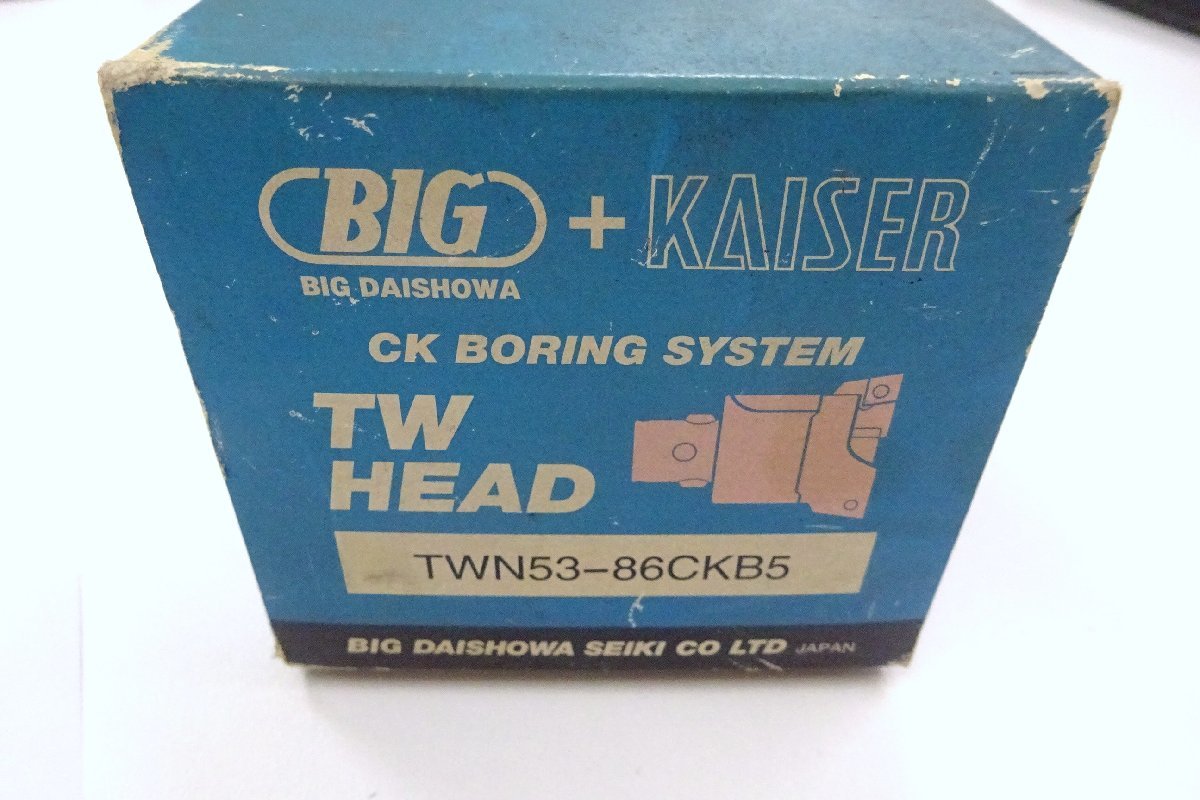 BIG + KAISER
BIG DAISHOWA
CK BORING SYSTEM
TW
HEAD
TWN53-86CKB5
BIG DAISHOWA SEIKI CO LTD JAPAN